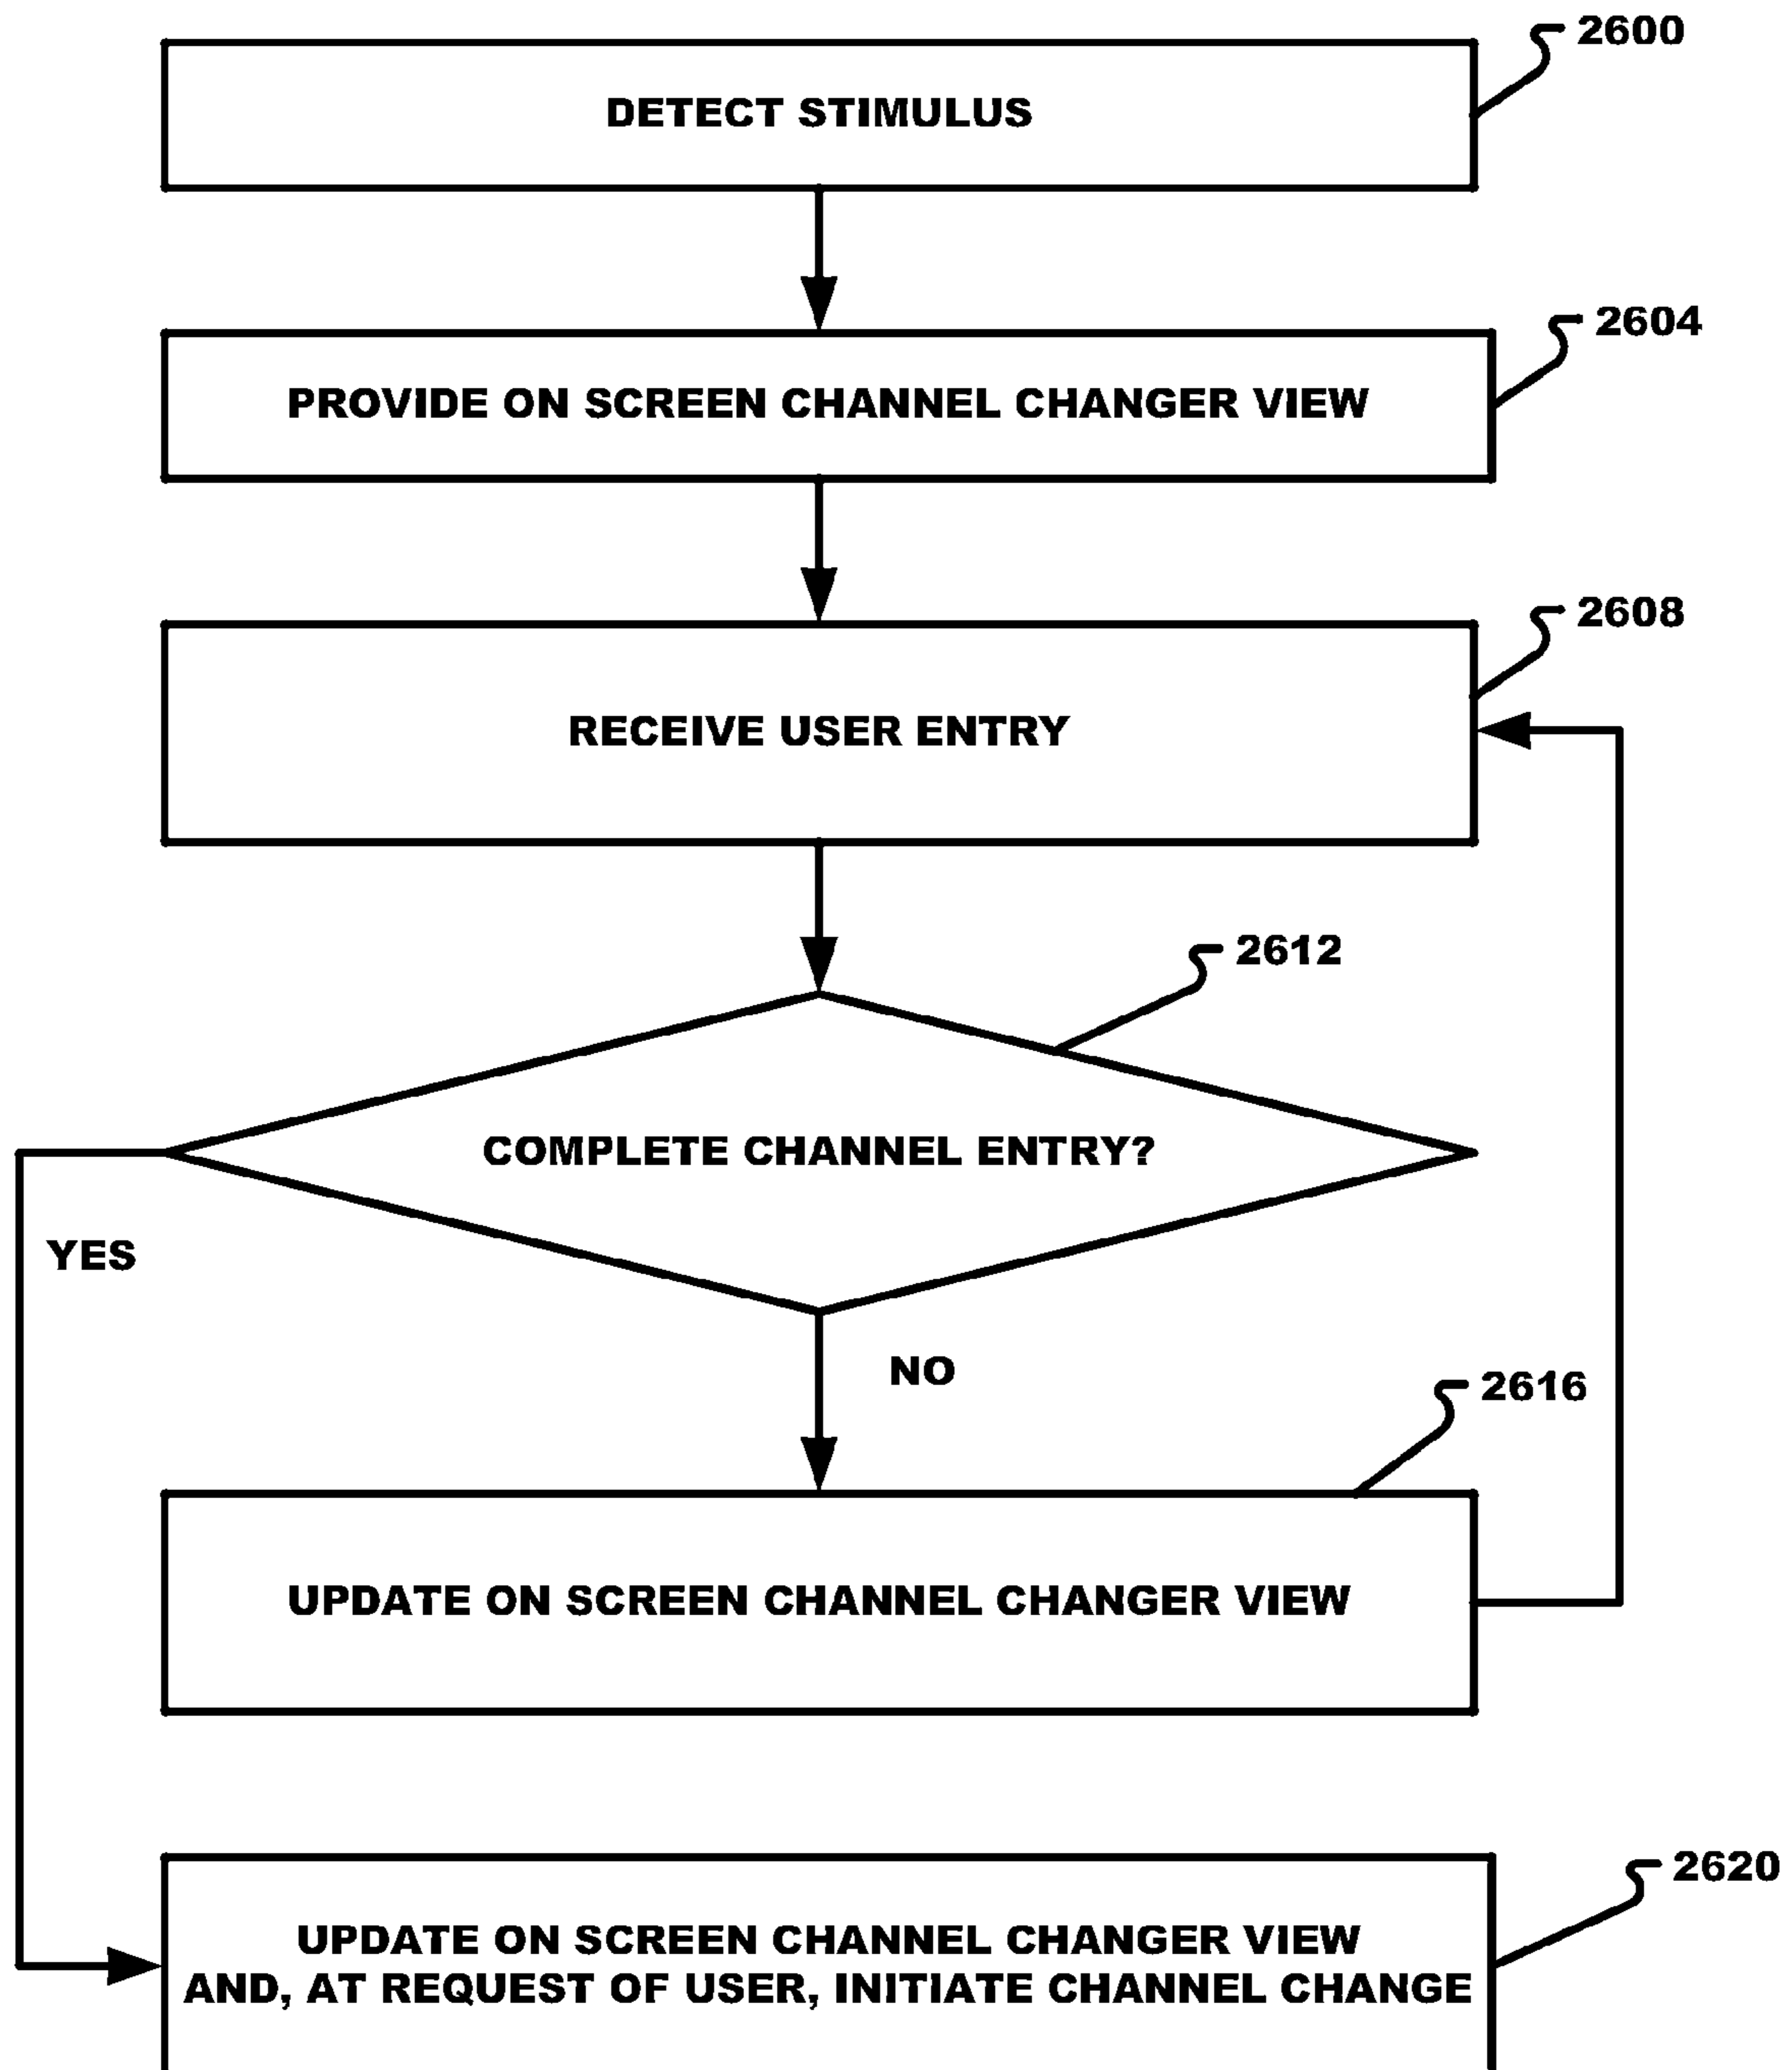 2600
DETECT STIMULUS
2604
PROVIDE ON SCREEN CHANNEL CHANGER VIEW
2608
RECEIVE USER ENTRY
2612
COMPLETE CHANNEL ENTRY?
YES
NO
2616
UPDATE ON SCREEN CHANNEL CHANGER VIEW
2620
UPDATE ON SCREEN CHANNEL CHANGER VIEW
AND, AT REQUEST OF USER, INITIATE CHANNEL CHANGE